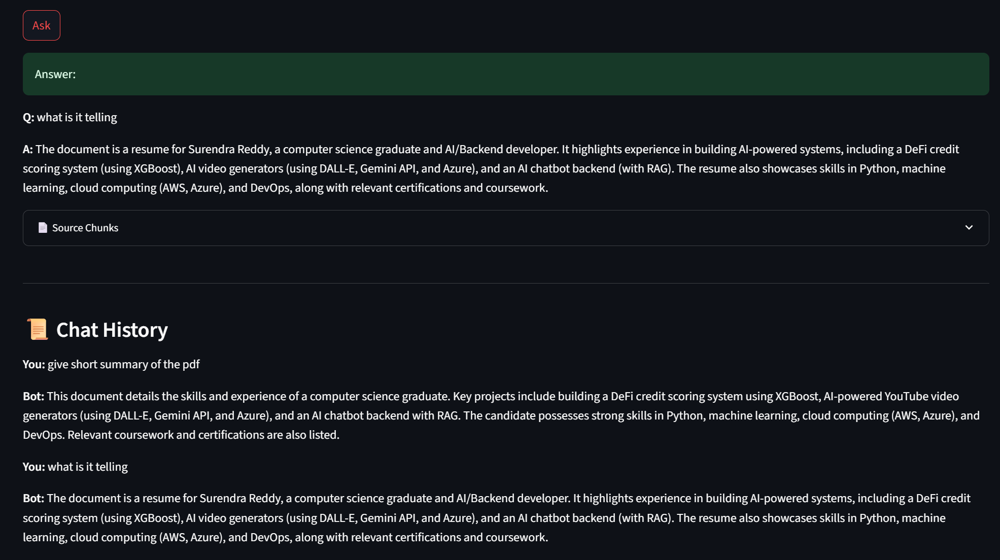 Ask
Answer:
Q: what is it telling
A: The document is a resume for Surendra Reddy, a computer science graduate and AI/Backend developer. It highlights experience in building AI-powered systems, including a DeFi credit
scoring system (using XGBoost), AI video generators (using DALL-E, Gemini API, and Azure), and an AI chatbot backend (with RAG). The resume also showcases skills in Python, machine
learning, cloud computing (AWS, Azure), and DevOps, along with relevant certifications and coursework.
Source Chunks
Chat History
You: give short summary of the pdf
Bot: This document details the skills and experience of a computer science graduate. Key projects include building a DeFi credit scoring system using XGBoost, AI-powered YouTube video
generators (using DALL-E, Gemini API, and Azure), and an AI chatbot backend with RAG. The candidate possesses strong skills in Python, machine learning, cloud computing (AWS, Azure), and
DevOps. Relevant coursework and certifications are also listed.
You: what is it telling
Bot: The document is a resume for Surendra Reddy, a computer science graduate and AI/Backend developer. It highlights experience in building AI-powered systems, including a DeFi credit
scoring system (using XGBoost), AI video generators (using DALL-E, Gemini API, and Azure), and an AI chatbot backend (with RAG). The resume also showcases skills in Python, machine
learning, cloud computing (AWS, Azure), and DevOps, along with relevant certifications and coursework.